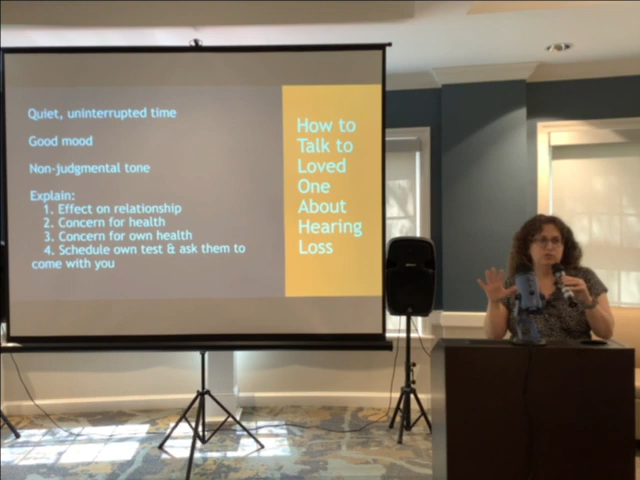 Quiet, uninterrupted time
Good mood
Non-judgmental tone
Explain:
1. Effect on relationship
2. Concern for health
3. Concern for own health
4. Schedule own test & ask them to
come with you
How to
Talk to
Loved
One
About
Hearing
Loss